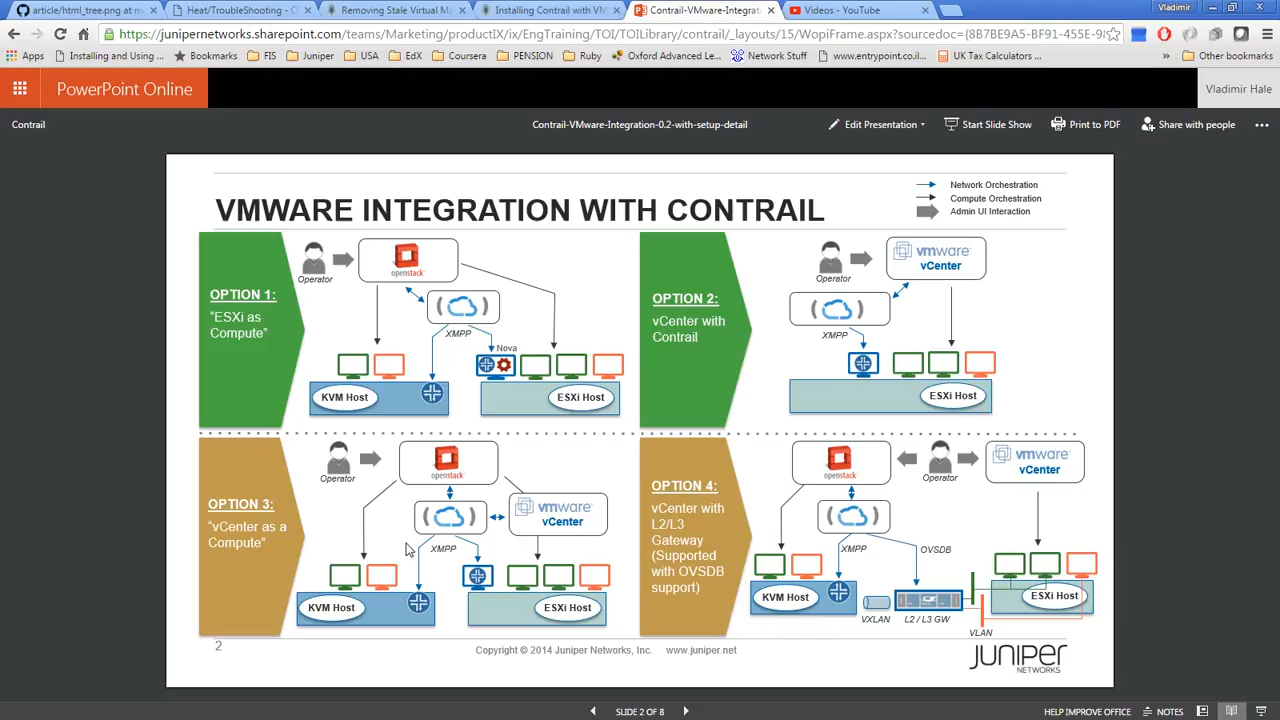 article/html_tree.png at m
Heat/TroubleShooting - O
Removing Stale Virtual Ma
Installing Contrail with VM
Contrail-VMware-Integrat
Videos - YouTube
Vladimir
https://junipernetworks.sharepoint.com/teams/Marketing/productIX/ix/EngTraining/TOI/TOILibrary/contrail/_layouts/15/WopiFrame.aspx?sourcedoc={8B7BE9A5-BF91-455E-98
Apps
Installing and Using...
Bookmarks
FIS
Juniper
USA
EdX
Coursera
PENSION
Ruby
Oxford Advanced Le...
Network Stuff
www.entrypoint.co.il...
UK Tax Calculators ...
Other bookmarks
PowerPoint Online
Vladimir Hale
Contrail
Contrail-VMware-Integration-0.2-with-setup-detail
Edit Presentation
Start Slide Show
Print to PDF
Share with people
VMWARE INTEGRATION WITH CONTRAIL
Network Orchestration
Compute Orchestration
Admin UI Interaction
OPTION 1:
"ESXi as
Compute"
Operator
openstack
XMPP
Nova
KVM Host
ESXi Host
OPTION 2:
vCenter with
Contrail
Operator
vmware
vCenter
XMPP
ESXi Host
OPTION 3:
"vCenter as a
Compute"
Operator
openstack
vmware
vCenter
XMPP
KVM Host
ESXi Host
OPTION 4:
vCenter with
L2/L3
Gateway
(Supported
with OVSDB
support)
openstack
Operator
vmware
vCenter
XMPP
OVSDB
KVM Host
VXLAN
L2 / L3 GW
VLAN
ESXi Host
2
Copyright © 2014 Juniper Networks, Inc. www.juniper.net
JUNIPER
NETWORKS
SLIDE 2 OF 8
HELP IMPROVE OFFICE
NOTES